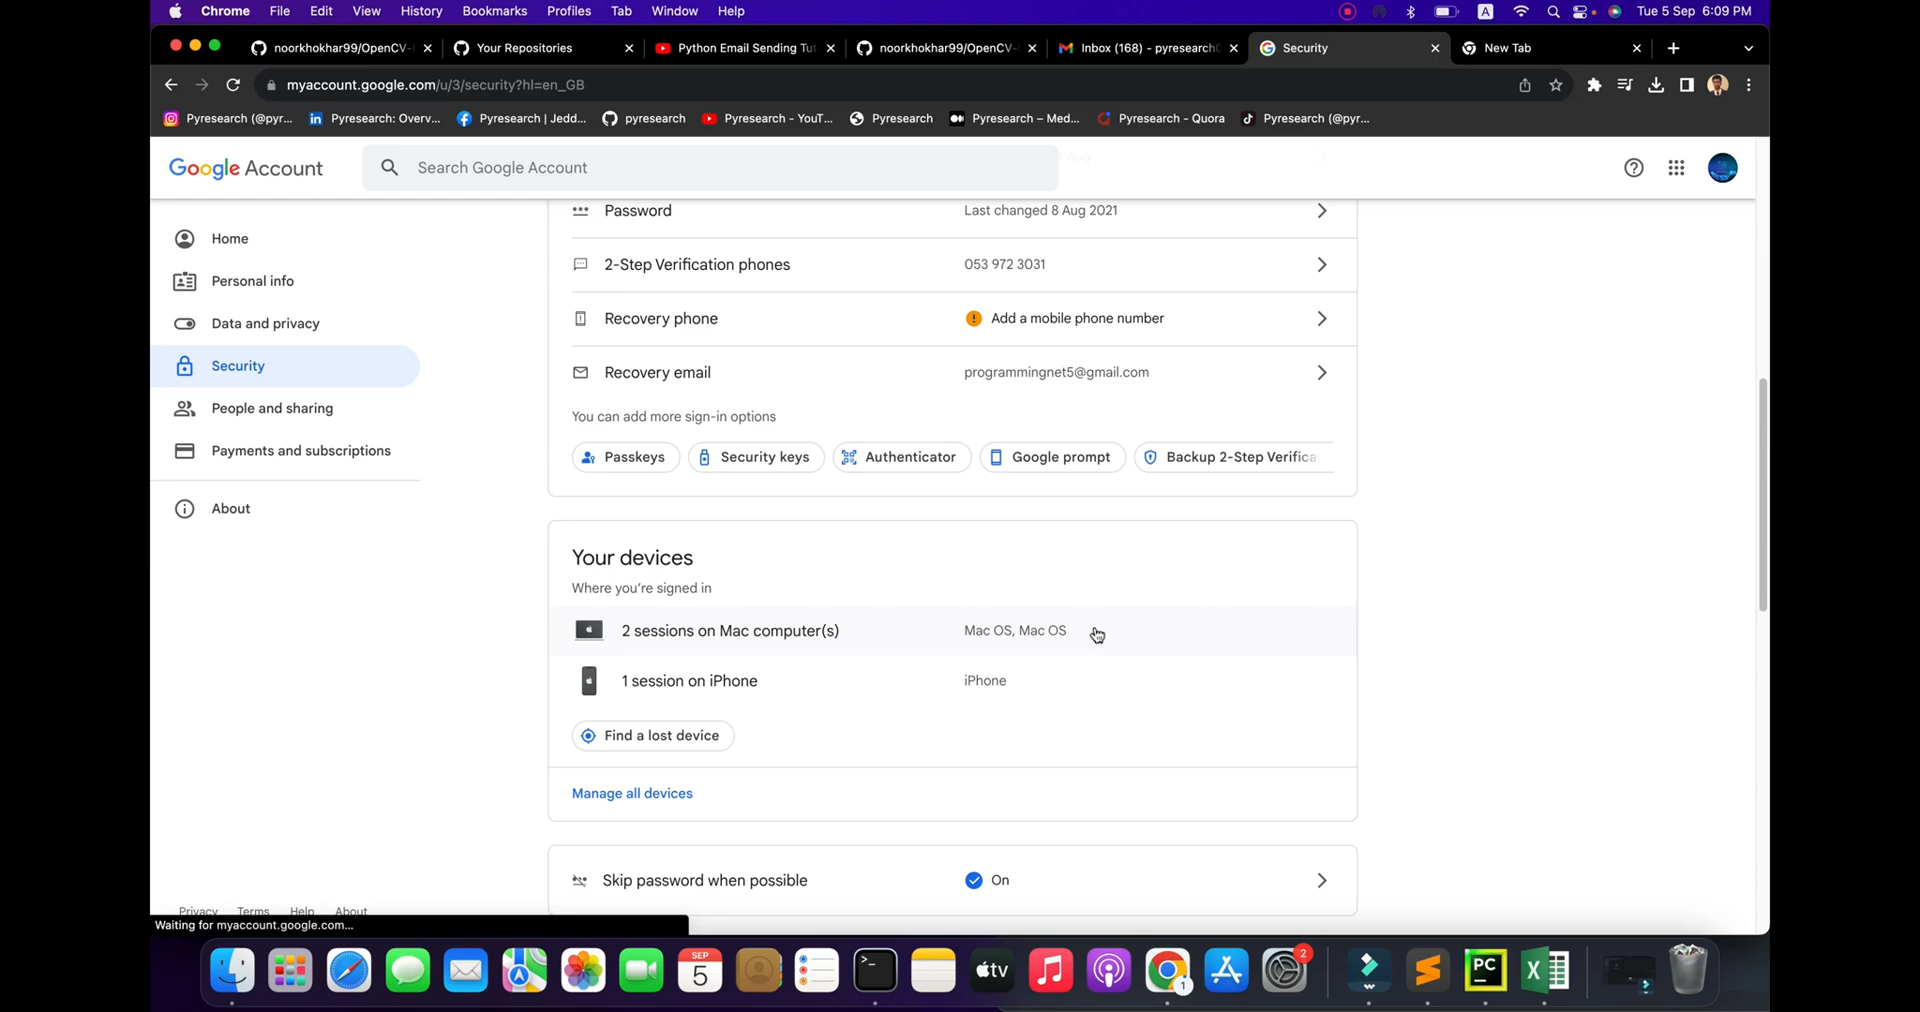 Chrome File Edit View History Bookmarks Profiles Tab Window Help A Tue 5 Sep 6:09 PM
noorkhokhar99/OpenCV- Your Repositories Python Email Sending Tut noorkhokhar99/OpenCV- Inbox (168) - pyresearch Security New Tab
myaccount.google.com/u/3/security?hl=en_GB
Pyresearch (@pyr... Pyresearch: Overv... Pyresearch | Jedd... pyresearch Pyresearch - YouT... Pyresearch Pyresearch – Med... Pyresearch - Quora Pyresearch (@pyr...
Google Account Search Google Account
Home
Personal info
Data and privacy
Security
People and sharing
Payments and subscriptions
About
Password Last changed 8 Aug 2021
2-Step Verification phones 053 972 3031
Recovery phone Add a mobile phone number
Recovery email programmingnet5@gmail.com
You can add more sign-in options
Passkeys Security keys Authenticator Google prompt Backup 2-Step Verifica
Your devices
Where you're signed in
2 sessions on Mac computer(s) Mac OS, Mac OS
1 session on iPhone iPhone
Find a lost device
Manage all devices
Skip password when possible On
Privacy Terms Help About
Waiting for myaccount.google.com...
SEP
5
tv
1
2
PC
X